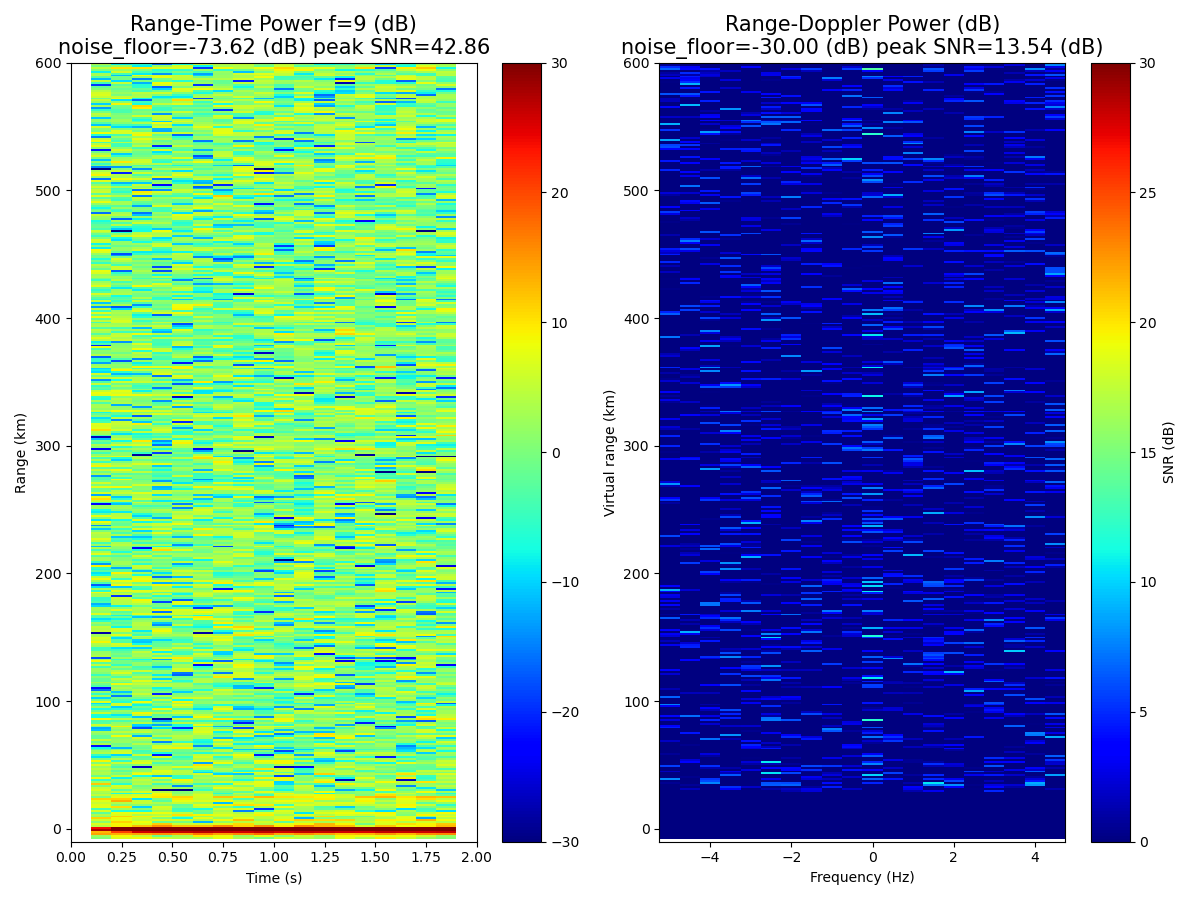 Range-Time Power f=9 (dB)
noise_floor=-73.62 (dB) peak SNR=42.86
Range-Doppler Power (dB)
noise_floor=-30.00 (dB) peak SNR=13.54 (dB)
600
500
400
300
200
100
0
Range (km)
0.00 0.25 0.50 0.75 1.00 1.25 1.50 1.75 2.00
Time (s)
30
20
10
0
−10
−20
−30
600
500
400
300
200
100
0
Virtual range (km)
−4 −2 0 2 4
Frequency (Hz)
30
25
20
15
10
5
0
SNR (dB)